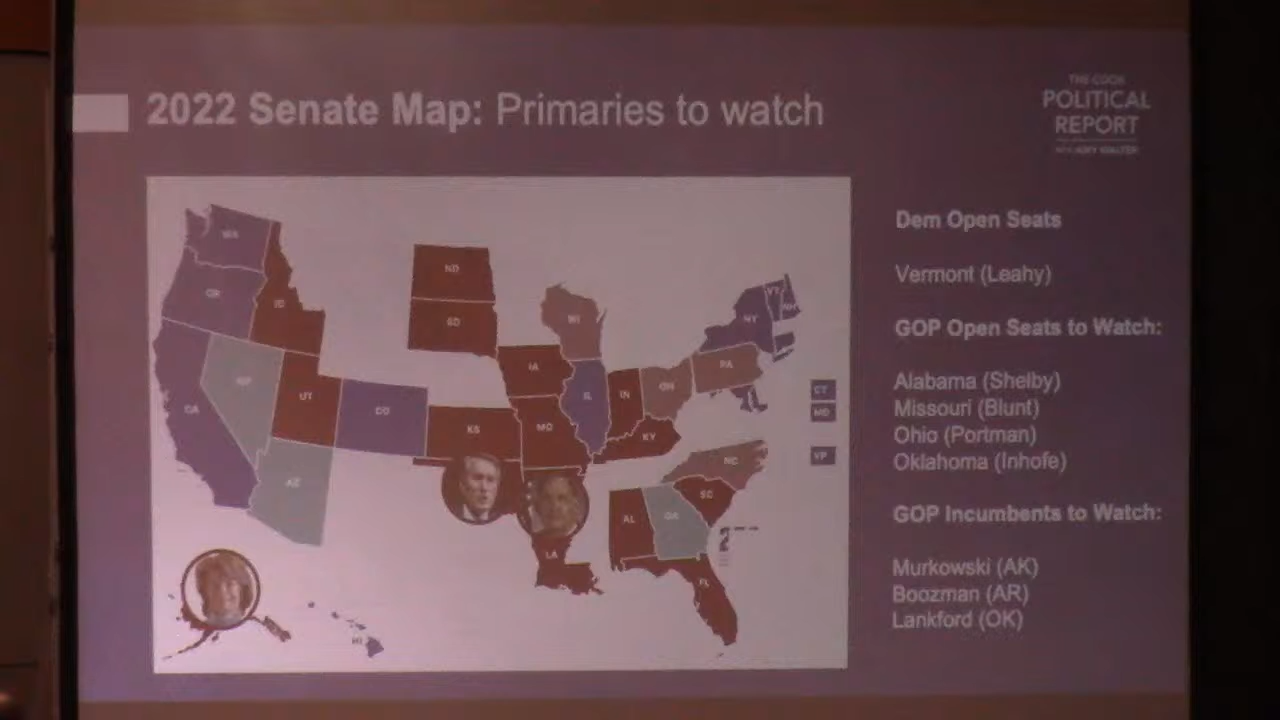 2022 Senate Map: Primaries to watch
THE COOK
POLITICAL
REPORT
WITH AMY WALTER
Dem Open Seats
Vermont (Leahy)
GOP Open Seats to Watch:
Alabama (Shelby)
Missouri (Blunt)
Ohio (Portman)
Oklahoma (Inhofe)
GOP Incumbents to Watch:
Murkowski (AK)
Boozman (AR)
Lankford (OK)
WA
OR
ID
ND
SD
WI
VT
NH
NY
CA
NV
UT
CO
KS
IA
MO
IL
IN
OH
PA
KY
AZ
NC
SC
AL
GA
LA
FL
HI
CT
MD